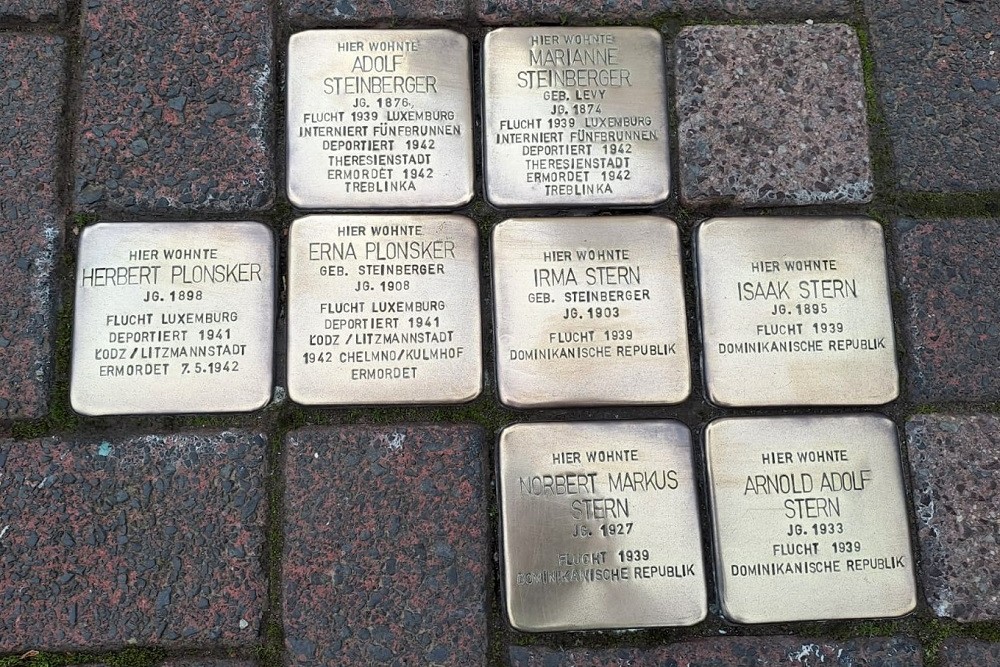 HIER WOHNTE
ADOLF
STEINBERGER
JG. 1876
FLUCHT 1939 LUXEMBURG
INTERNIERT FÜNFBRUNNEN
DEPORTIERT 1942
THERESIENSTADT
ERMORDET 1942
TREBLINKA
HIER WOHNTE
MARIANNE
STEINBERGER
GEB. LEVY
JG. 1874
FLUCHT 1939 LUXEMBURG
INTERNIERT FÜNFBRUNNEN
DEPORTIERT 1942
THERESIENSTADT
ERMORDET 1942
TREBLINKA
HIER WOHNTE
HERBERT PLONSKER
JG. 1898
FLUCHT LUXEMBURG
DEPORTIERT 1941
ŁODZ/LITZMANNSTADT
ERMORDET 7.5.1942
HIER WOHNTE
ERNA PLONSKER
GEB. STEINBERGER
JG. 1908
FLUCHT LUXEMBURG
DEPORTIERT 1941
ŁODZ/LITZMANNSTADT
1942 CHELMNO/KULMHOF
ERMORDET
HIER WOHNTE
IRMA STERN
GEB. STEINBERGER
JG. 1903
FLUCHT 1939
DOMINIKANISCHE REPUBLIK
HIER WOHNTE
ISAAK STERN
JG. 1895
FLUCHT 1939
DOMINIKANISCHE REPUBLIK
HIER WOHNTE
NORBERT MARKUS
STERN
JG. 1927
FLUCHT 1939
DOMINIKANISCHE REPUBLIK
HIER WOHNTE
ARNOLD ADOLF
STERN
JG. 1933
FLUCHT 1939
DOMINIKANISCHE REPUBLIK